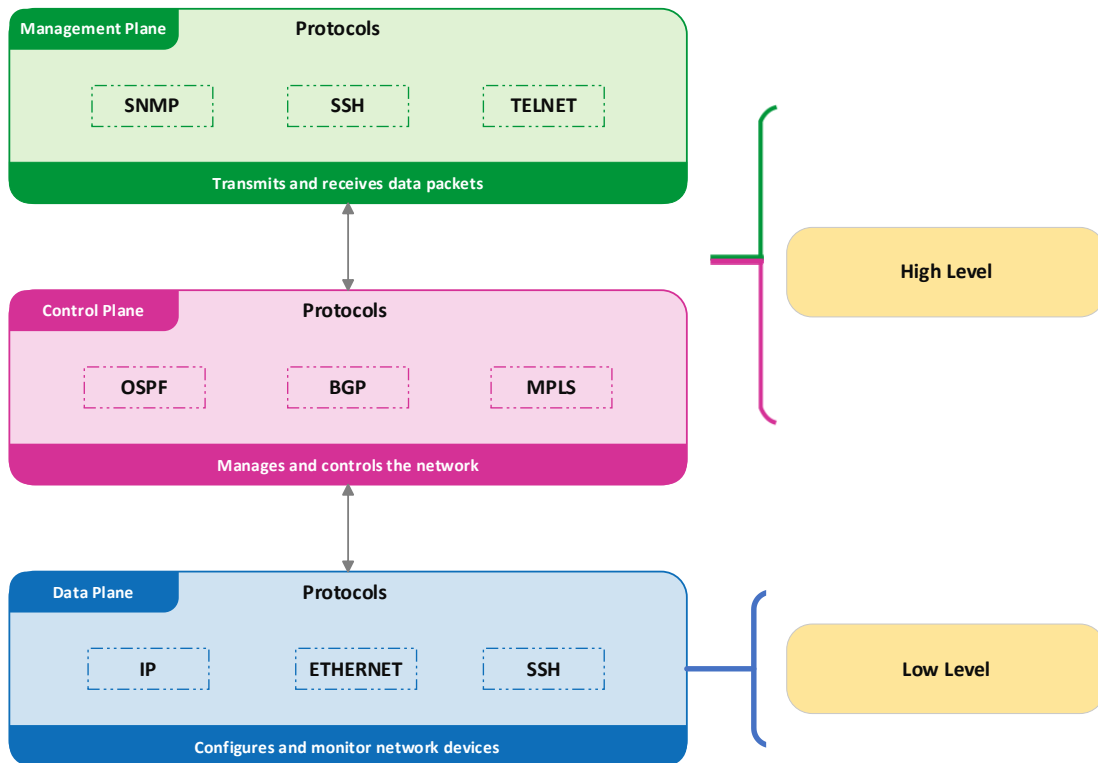 Management Plane
Protocols
SNMP
SSH
TELNET
Transmits and receives data packets
High Level
Control Plane
Protocols
OSPF
BGP
MPLS
Manages and controls the network
Data Plane
Protocols
IP
ETHERNET
SSH
Low Level
Configures and monitor network devices